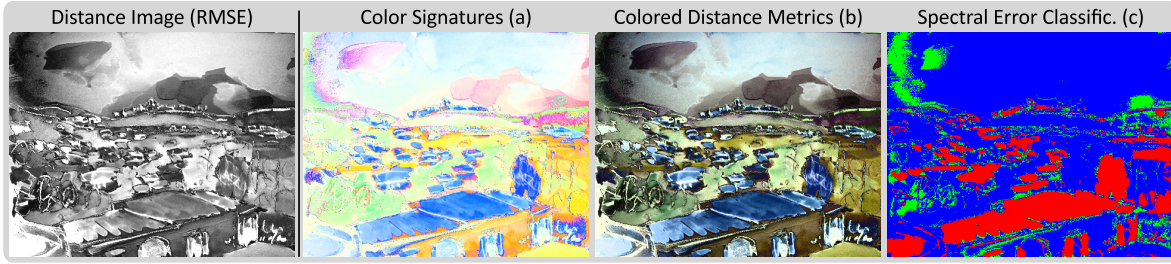 Distance Image (RMSE)
Color Signatures (a)
Colored Distance Metrics (b)
Spectral Error Classific. (c)